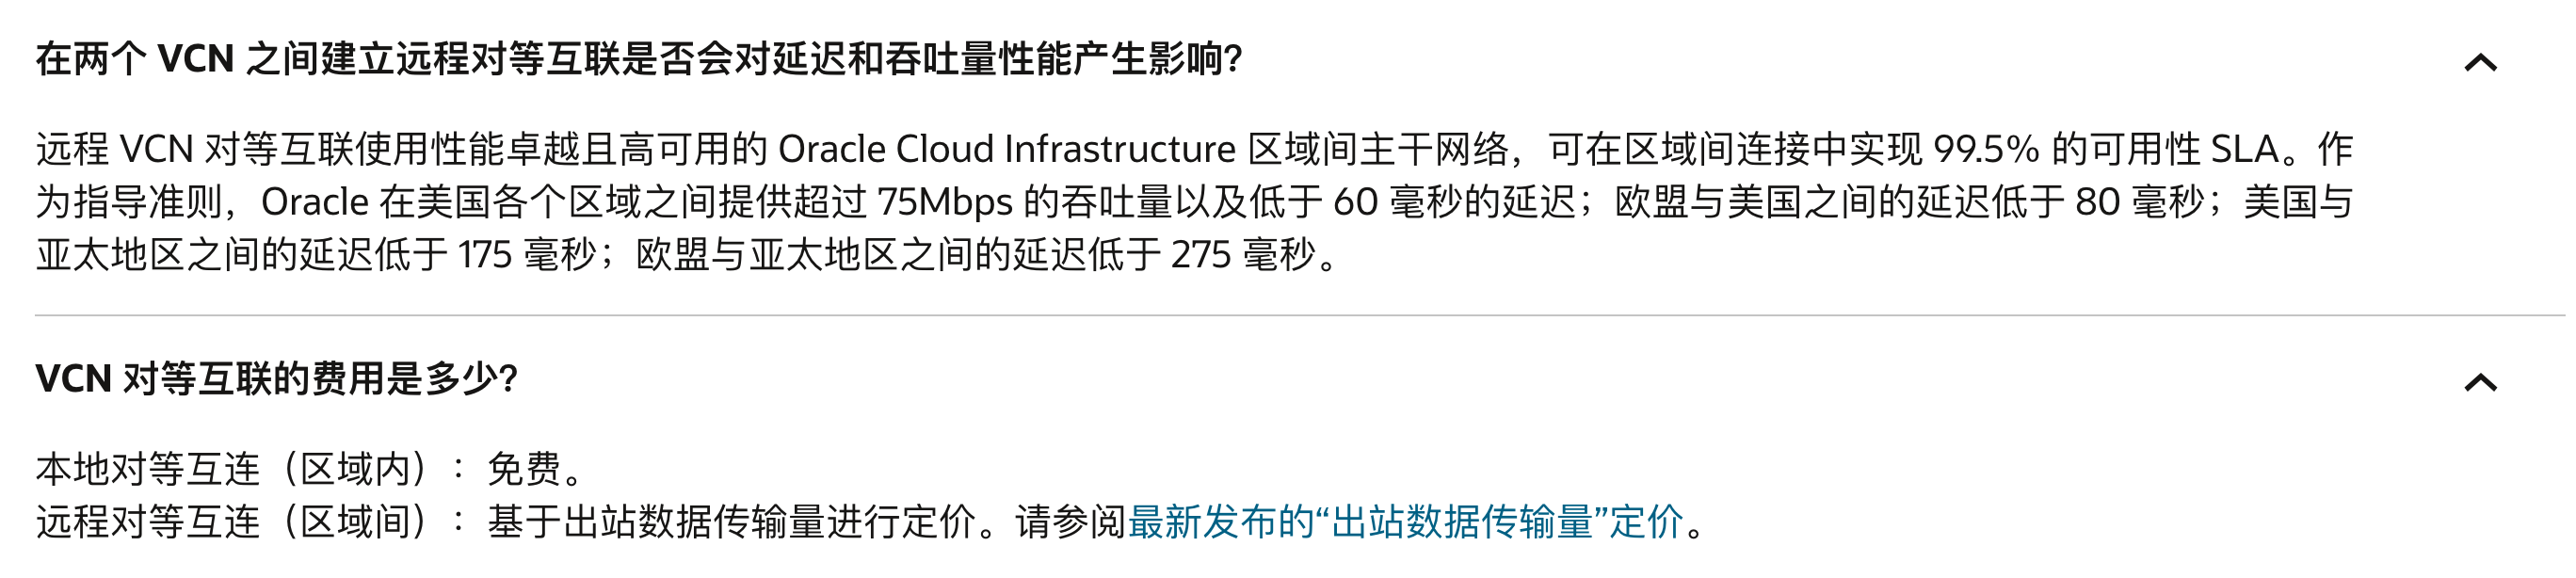 在两个 VCN 之间建立远程对等互联是否会对延迟和吞吐量性能产生影响？
远程 VCN 对等互联使用性能卓越且高可用的 Oracle Cloud Infrastructure 区域间主干网络，可在区域间连接中实现 99.5% 的可用性 SLA。作
为指导准则，Oracle 在美国各个区域之间提供超过 75Mbps 的吞吐量以及低于 60 毫秒的延迟；欧盟与美国之间的延迟低于 80 毫秒；美国与
亚太地区之间的延迟低于 175 毫秒；欧盟与亚太地区之间的延迟低于 275 毫秒。
VCN 对等互联的费用是多少？
本地对等互连（区域内）：免费。
远程对等互连（区域间）：基于出站数据传输量进行定价。请参阅最新发布的“出站数据传输量”定价。